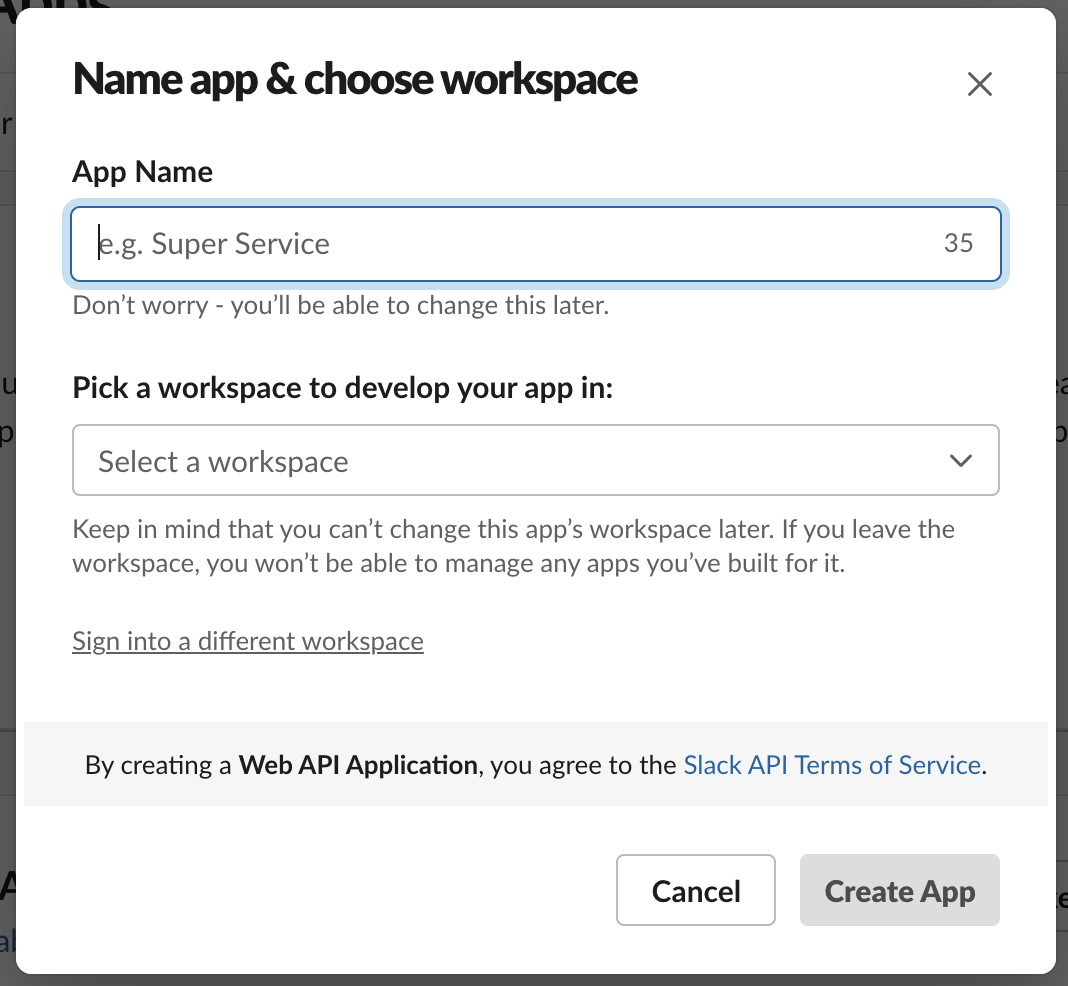 Apps
Name app & choose workspace
App Name
e.g. Super Service 35
Don’t worry - you’ll be able to change this later.
Pick a workspace to develop your app in:
Select a workspace
Keep in mind that you can’t change this app’s workspace later. If you leave the
workspace, you won’t be able to manage any apps you’ve built for it.
Sign into a different workspace
By creating a Web API Application, you agree to the Slack API Terms of Service.
Cancel Create App